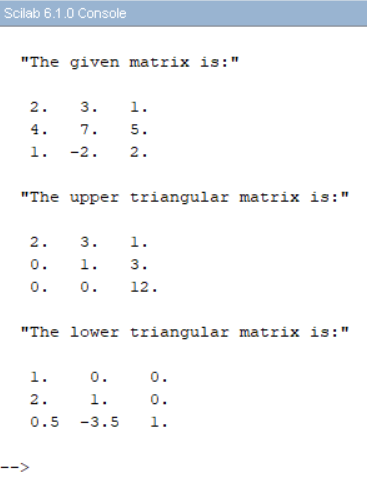 Scilab 6.1.0 Console
"The given matrix is:"
2. 3. 1.
4. 7. 5.
1. -2. 2.
"The upper triangular matrix is:"
2. 3. 1.
0. 1. 3.
0. 0. 12.
"The lower triangular matrix is:"
1. 0. 0.
2. 1. 0.
0.5 -3.5 1.
-->